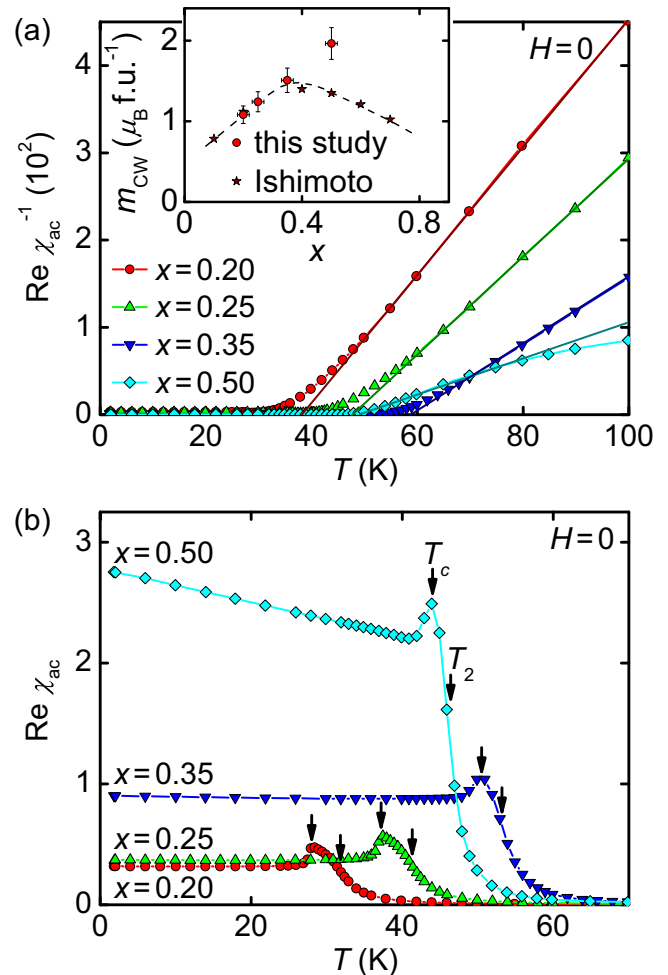 (a)
H=0
m_CW (μ_B f.u.⁻¹)
2
1
0
this study
Ishimoto
0 0.4 0.8
x
Re χ_ac⁻¹ (10²)
4
3
2
1
0
x=0.20
x=0.25
x=0.35
x=0.50
0 20 40 60 80 100
T (K)
(b)
H=0
Re χ_ac
3
2
1
0
x=0.50
T_c
T_2
x=0.35
x=0.25
x=0.20
0 20 40 60
T (K)